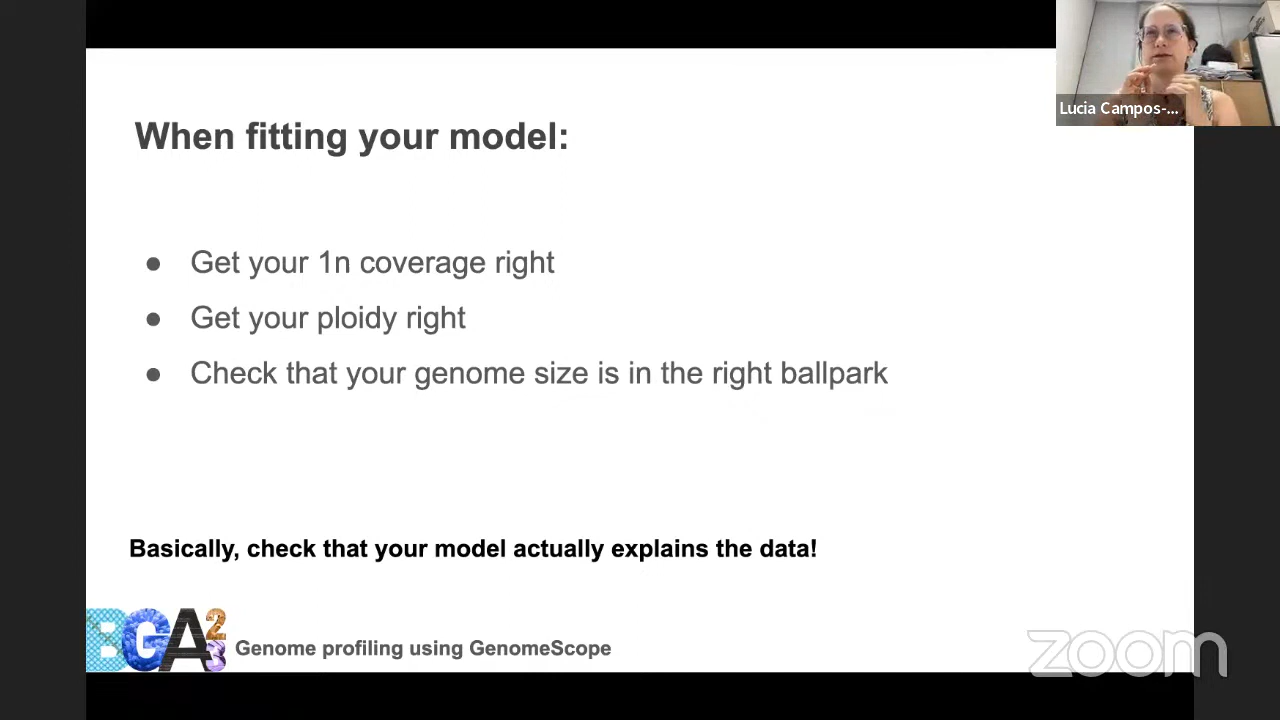 Lucia Campos-...
When fitting your model:
● Get your 1n coverage right
● Get your ploidy right
● Check that your genome size is in the right ballpark
Basically, check that your model actually explains the data!
BGA23
Genome profiling using GenomeScope
zoom